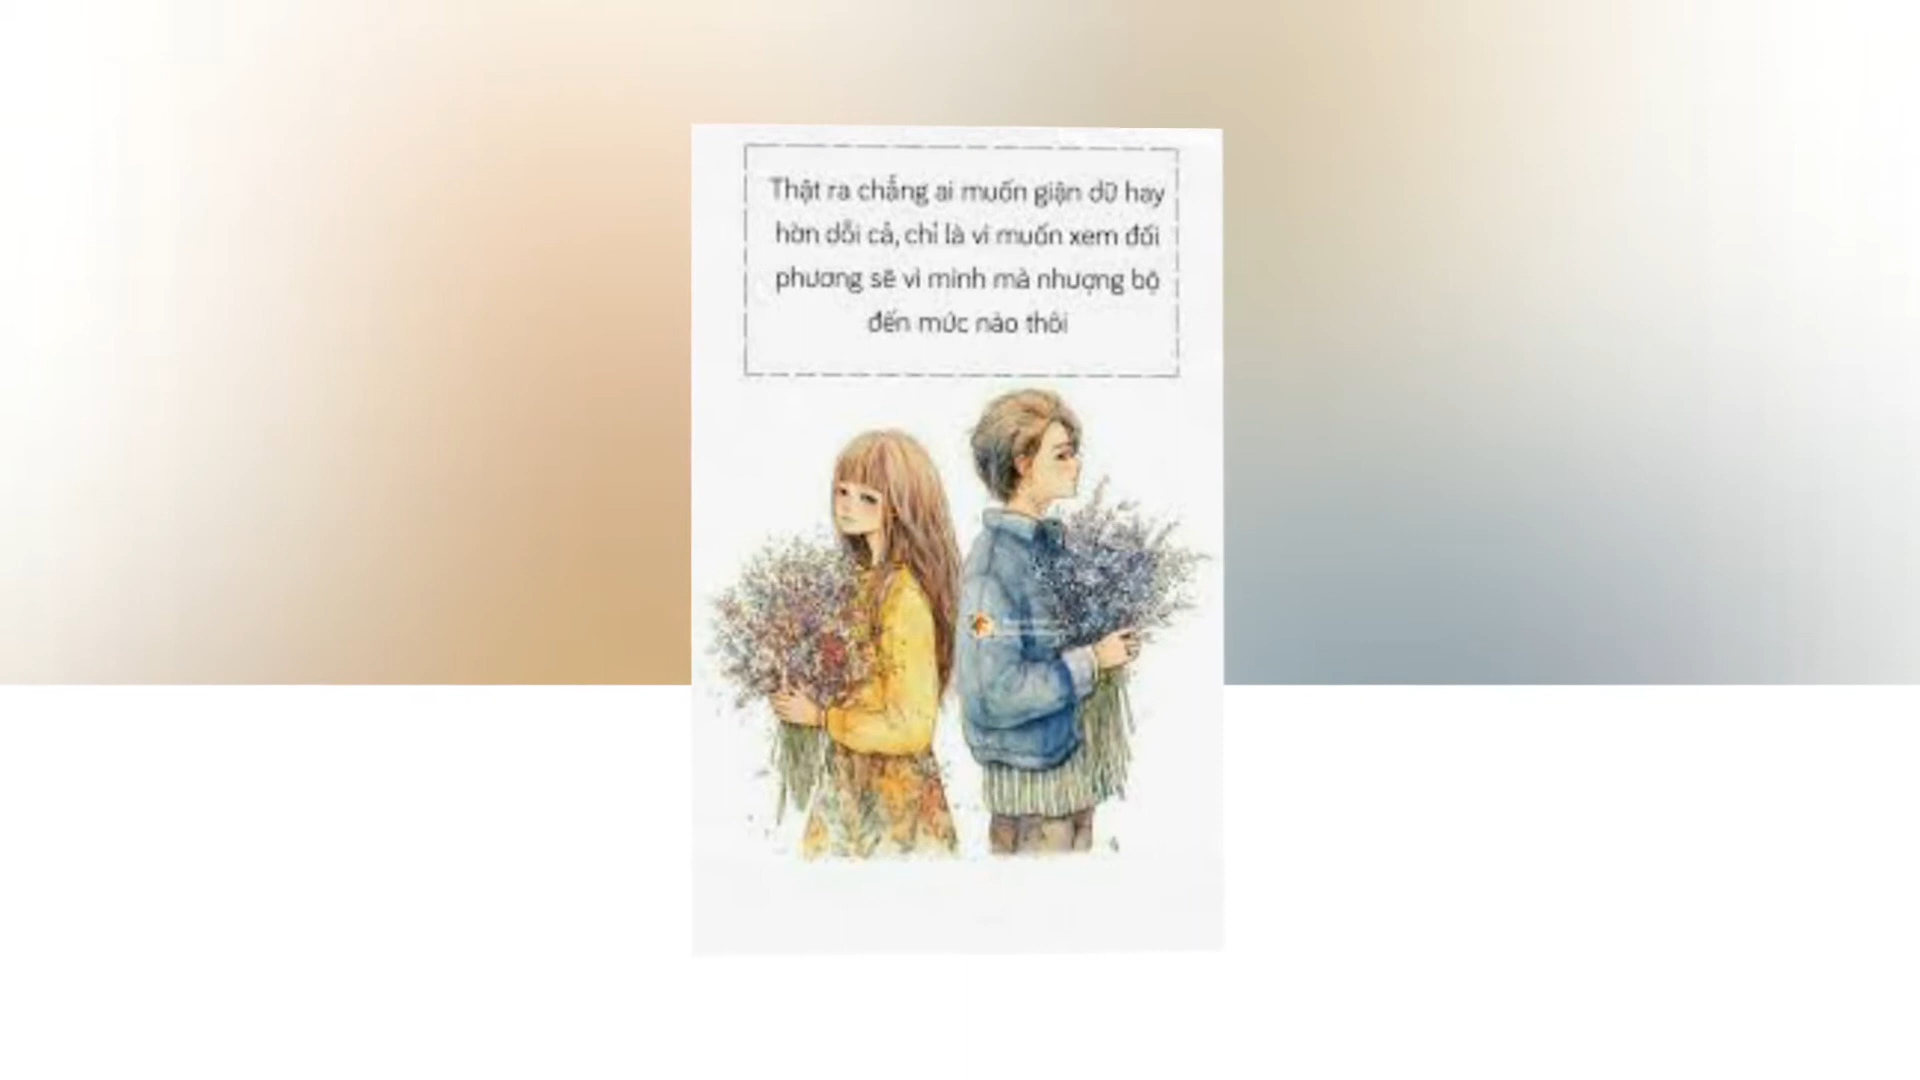 Thật ra chẳng ai muốn giận dữ hay
hờn dỗi cả, chỉ là vì muốn xem đối
phương sẽ vì mình mà nhượng bộ
đến mức nào thôi